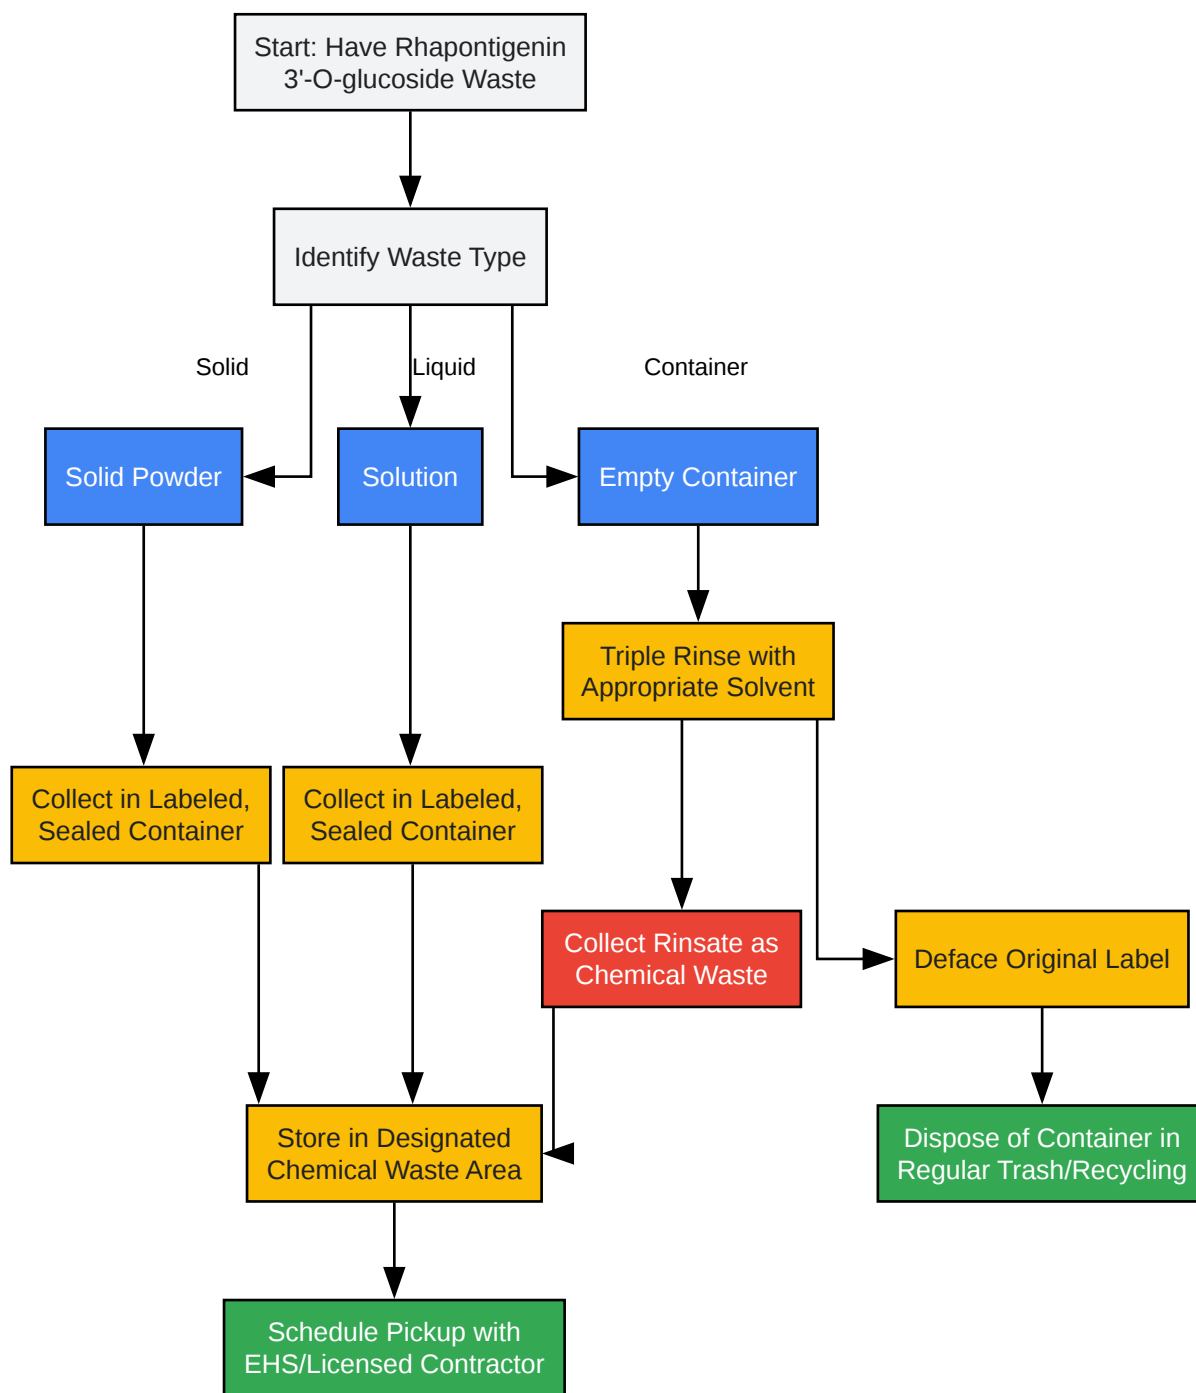 Start: Have Rhapontigenin
3'-O-glucoside Waste
Identify Waste Type
Solid
Liquid
Container
Solid Powder
Solution
Empty Container
Triple Rinse with
Appropriate Solvent
Collect in Labeled,
Sealed Container
Collect in Labeled,
Sealed Container
Collect Rinsate as
Chemical Waste
Deface Original Label
Store in Designated
Chemical Waste Area
Dispose of Container in
Regular Trash/Recycling
Schedule Pickup with
EHS/Licensed Contractor